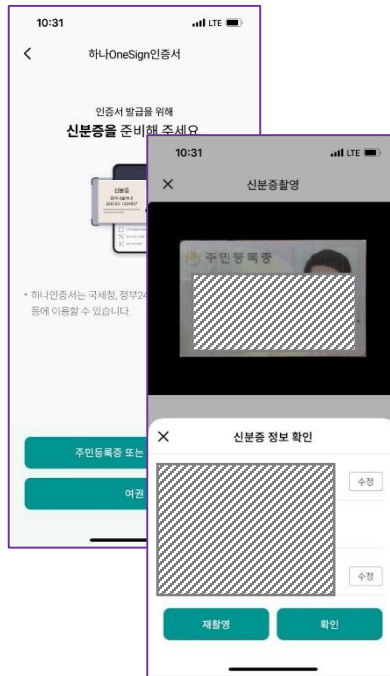 10:31
LTE
하나OneSign인증서
인증서 발급을 위해
신분증을 준비해 주세요
신분증
• 하나인증서는 국세청, 정부24
등에 이용할 수 있습니다.
주민등록증 또는
여권
10:31
LTE
신분증촬영
주민등록증
신분증 정보 확인
수정
수정
재촬영
확인